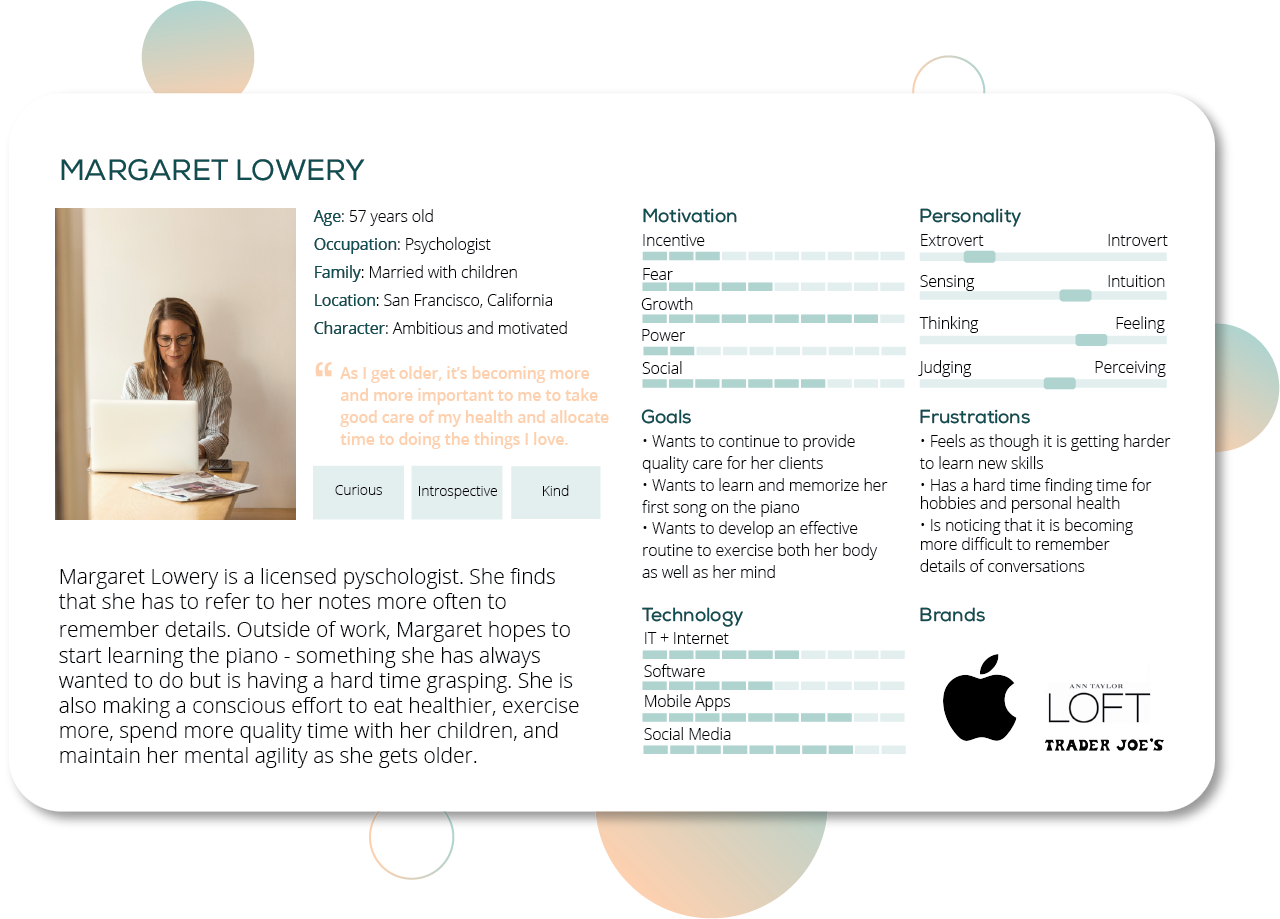 MARGARET LOWERY
Age: 57 years old
Occupation: Psychologist
Family: Married with children
Location: San Francisco, California
Character: Ambitious and motivated
“ As I get older, it’s becoming more
and more important to me to take
good care of my health and allocate
time to doing the things I love.
Curious
Introspective
Kind
Margaret Lowery is a licensed pyschologist. She finds
that she has to refer to her notes more often to
remember details. Outside of work, Margaret hopes to
start learning the piano - something she has always
wanted to do but is having a hard time grasping. She is
also making a conscious effort to eat healthier, exercise
more, spend more quality time with her children, and
maintain her mental agility as she gets older.
Motivation
Incentive
Fear
Growth
Power
Social
Goals
• Wants to continue to provide
quality care for her clients
• Wants to learn and memorize her
first song on the piano
• Wants to develop an effective
routine to exercise both her body
as well as her mind
Technology
IT + Internet
Software
Mobile Apps
Social Media
Personality
Extrovert Introvert
Sensing Intuition
Thinking Feeling
Judging Perceiving
Frustrations
• Feels as though it is getting harder
to learn new skills
• Has a hard time finding time for
hobbies and personal health
• Is noticing that it is becoming
more difficult to remember
details of conversations
Brands
ANN TAYLOR
LOFT
TRADER JOE'S